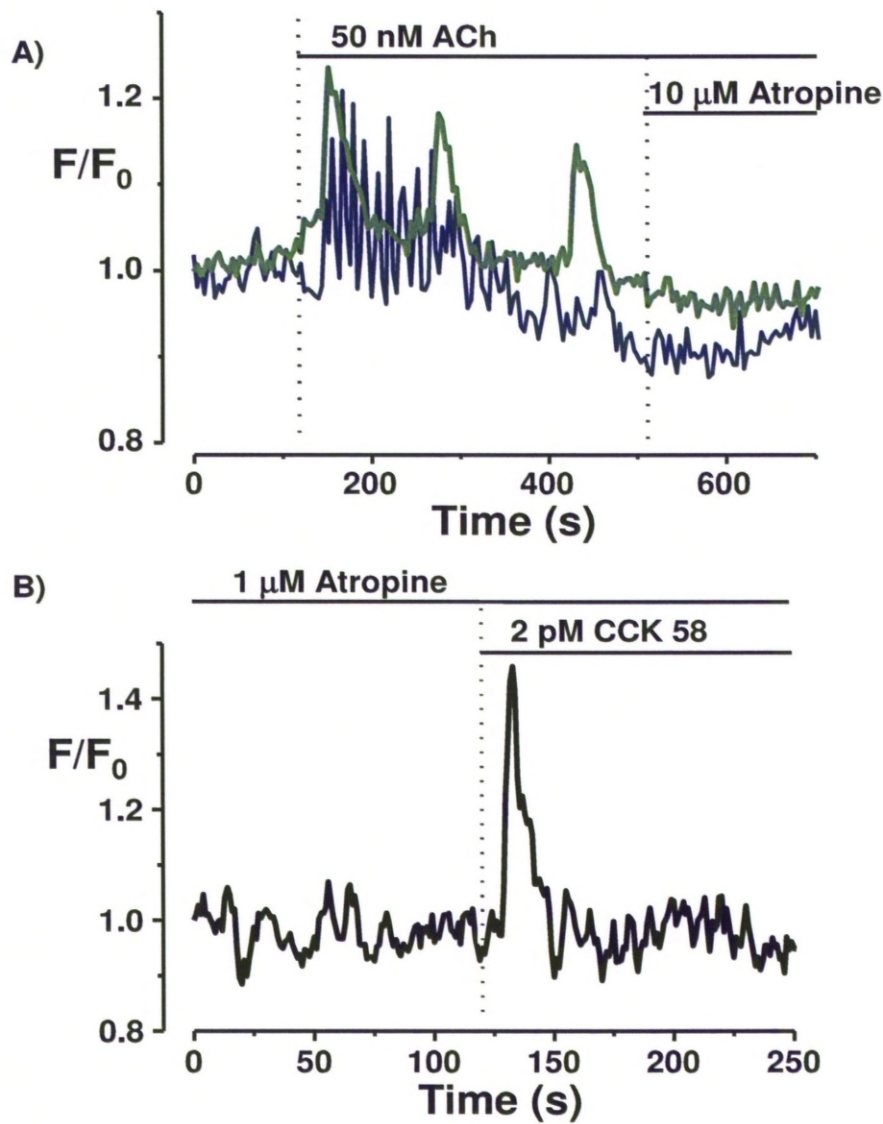 A)
50 nM ACh
10 μM Atropine
F/F0
1.2
1.0
0.8
0 200 400 600
Time (s)
B)
1 μM Atropine
2 pM CCK 58
F/F0
1.4
1.2
1.0
0.8
0 50 100 150 200 250
Time (s)